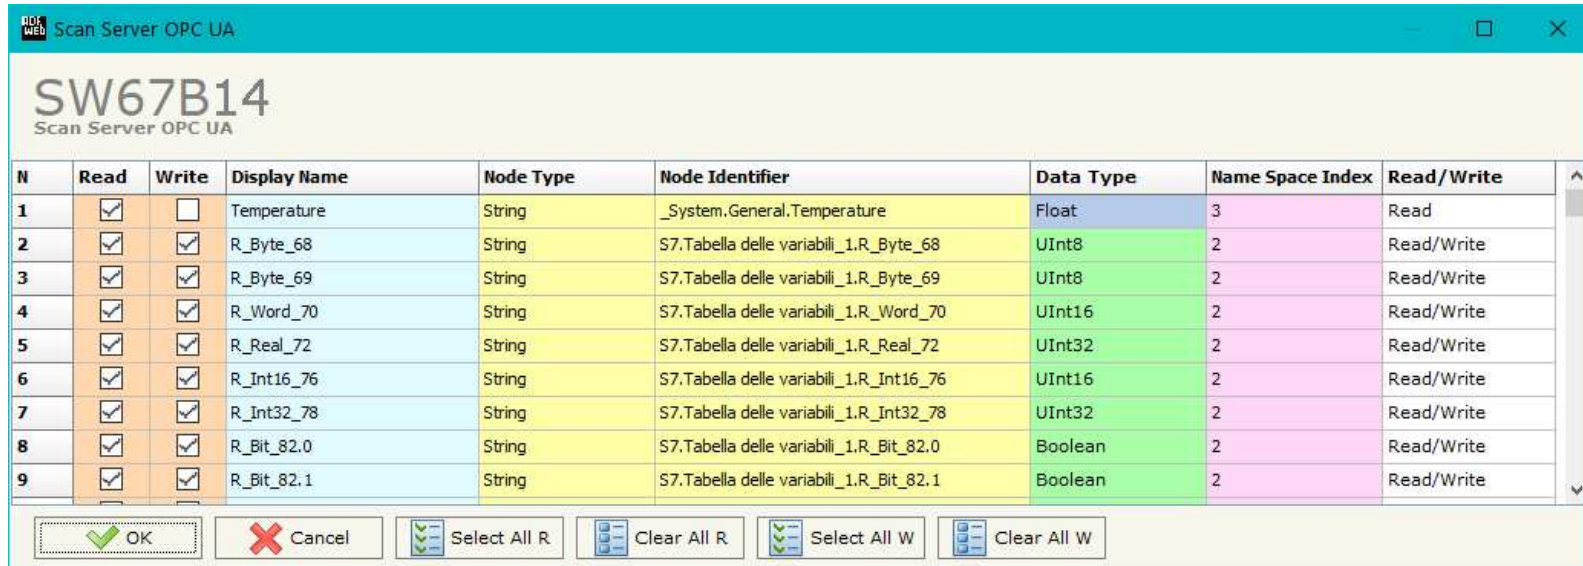 ADF WEB Scan Server OPC UA
SW67B14
Scan Server OPC UA
N Read Write Display Name Node Type Node Identifier Data Type Name Space Index Read/Write
1 Temperature String _System.General.Temperature Float 3 Read
2 R_Byte_68 String S7.Tabella delle variabili_1.R_Byte_68 UInt8 2 Read/Write
3 R_Byte_69 String S7.Tabella delle variabili_1.R_Byte_69 UInt8 2 Read/Write
4 R_Word_70 String S7.Tabella delle variabili_1.R_Word_70 UInt16 2 Read/Write
5 R_Real_72 String S7.Tabella delle variabili_1.R_Real_72 UInt32 2 Read/Write
6 R_Int16_76 String S7.Tabella delle variabili_1.R_Int16_76 UInt16 2 Read/Write
7 R_Int32_78 String S7.Tabella delle variabili_1.R_Int32_78 UInt32 2 Read/Write
8 R_Bit_82.0 String S7.Tabella delle variabili_1.R_Bit_82.0 Boolean 2 Read/Write
9 R_Bit_82.1 String S7.Tabella delle variabili_1.R_Bit_82.1 Boolean 2 Read/Write
OK Cancel Select All R Clear All R Select All W Clear All W